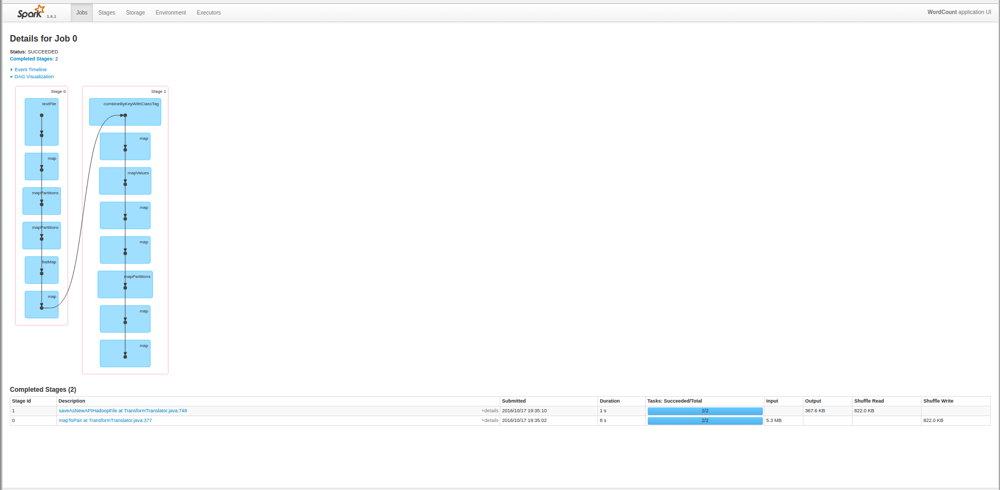 Spark 1.6.1 Jobs Stages Storage Environment Executors WordCount application UI
Details for Job 0
Status: SUCCEEDED
Completed Stages: 2
Event Timeline
DAG Visualization
Stage 0
textFile
map
mapPartitions
mapPartitions
flatMap
map
Stage 1
combineByKeyWithClassTag
map
mapValues
map
map
mapPartitions
map
map
Completed Stages (2)
Stage Id Description Submitted Duration Tasks: Succeeded/Total Input Output Shuffle Read Shuffle Write
1 saveAsNewAPIHadoopFile at TransformTranslator.java:748 +details 2016/10/17 19:35:10 1 s 2/2 367.6 KB 822.0 KB
0 mapToPair at TransformTranslator.java:377 +details 2016/10/17 19:35:02 8 s 2/2 5.3 MB 822.0 KB